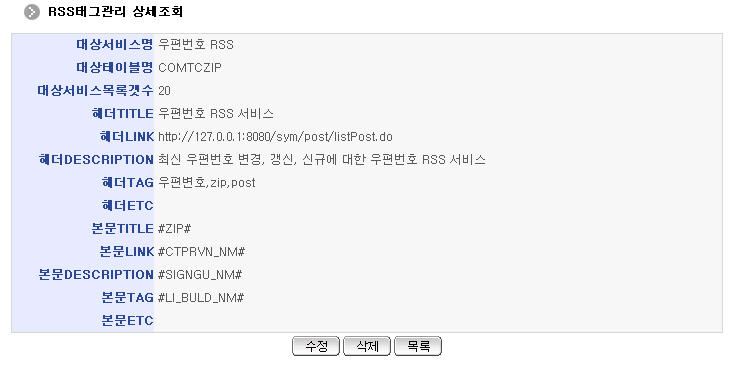 RSS태그관리 상세조회
대상서비스명 우편번호 RSS
대상테이블명 COMTCZIP
대상서비스목록갯수 20
헤더TITLE 우편번호 RSS 서비스
헤더LINK http://127.0.0.1:8080/sym/post/listPost.do
헤더DESCRIPTION 최신 우편번호 변경, 갱신, 신규에 대한 우편번호 RSS 서비스
헤더TAG 우편변호,zip,post
헤더ETC
본문TITLE #ZIP#
본문LINK #CTPRVN_NM#
본문DESCRIPTION #SIGNGU_NM#
본문TAG #LI_BULD_NM#
본문ETC
수정 삭제 목록